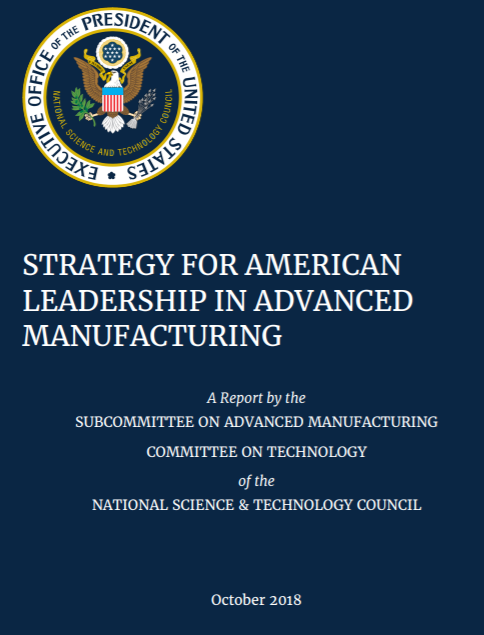 EXECUTIVE OFFICE OF THE PRESIDENT OF THE UNITED STATES
NATIONAL SCIENCE AND TECHNOLOGY COUNCIL
STRATEGY FOR AMERICAN
LEADERSHIP IN ADVANCED
MANUFACTURING
A Report by the
SUBCOMMITTEE ON ADVANCED MANUFACTURING
COMMITTEE ON TECHNOLOGY
of the
NATIONAL SCIENCE & TECHNOLOGY COUNCIL
October 2018